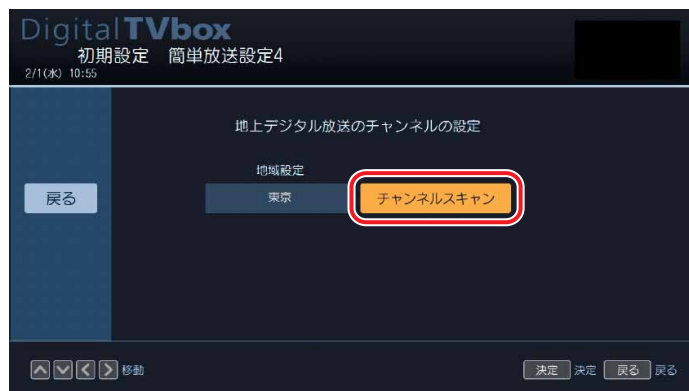 Digital TVbox
初期設定 簡単放送設定4
2/1(水) 10:55
地上デジタル放送のチャンネルの設定
地域設定
戻る 東京 チャンネルスキャン
移動 決定 決定 戻る 戻る